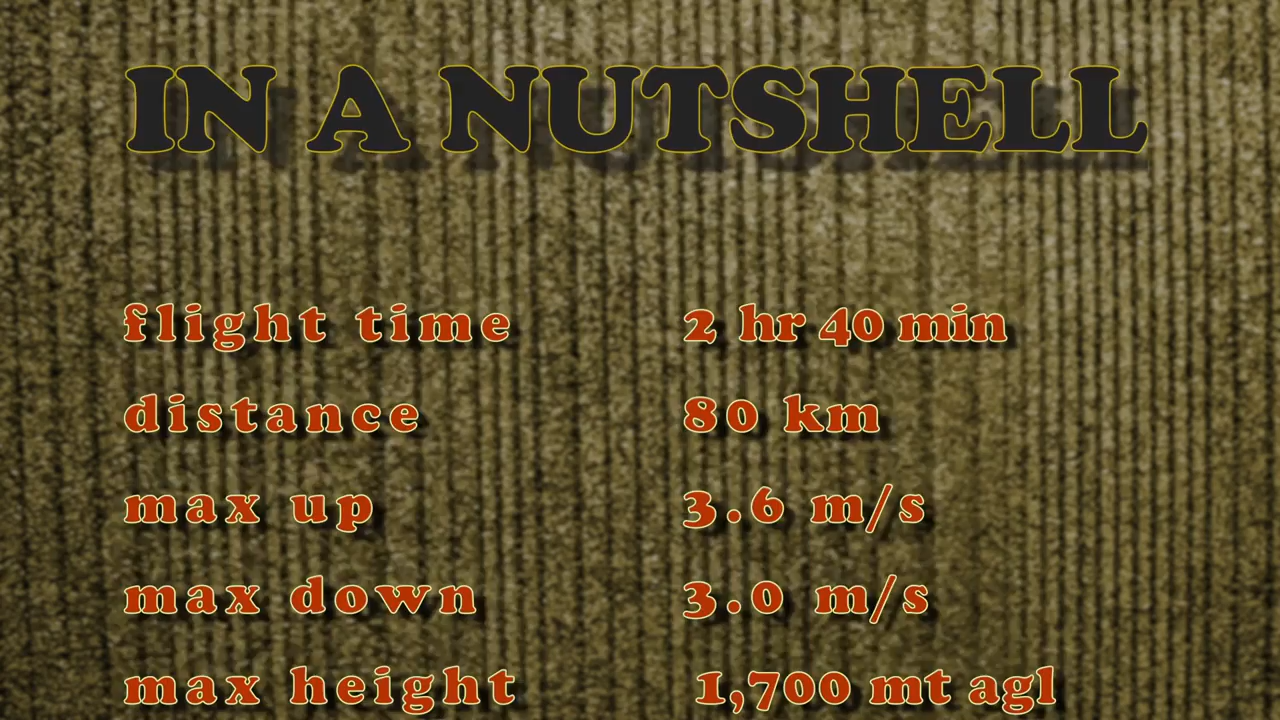 IN A NUTSHELL
flight time 2 hr 40 min
distance 80 km
max up 3.6 m/s
max down 3.0 m/s
max height 1,700 mt agl